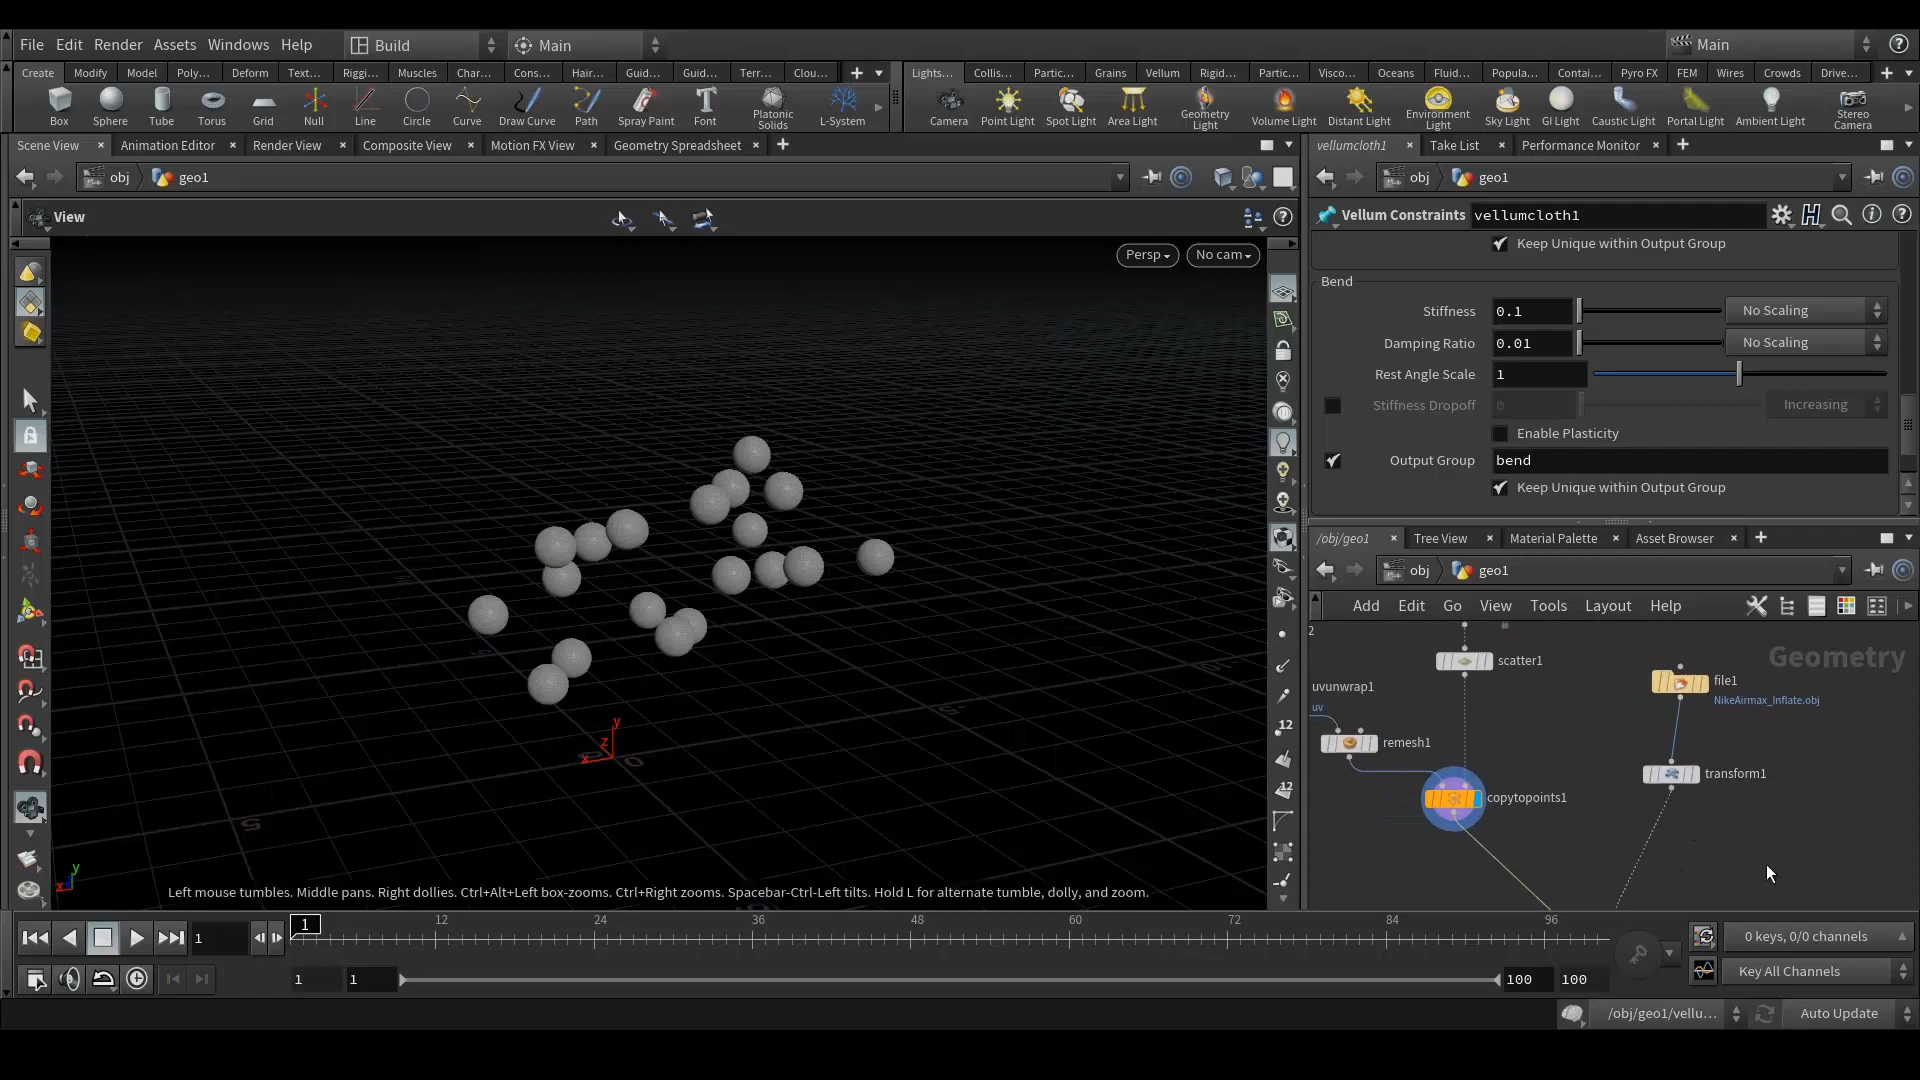 File Edit Render Assets Windows Help Build Main Main
Create Modify Model Poly... Deform Text... Riggi... Muscles Char... Cons... Hair... Guid... Guid... Terr... Clou... Lights... Collis... Partic... Grains Vellum Rigid... Partic... Visco... Oceans Fluid... Popula... Contai... Pyro FX FEM Wires Crowds Drive...
Box Sphere Tube Torus Grid Null Line Circle Curve Draw Curve Path Spray Paint Font Platonic Solids L-System Camera Point Light Spot Light Area Light Geometry Light Volume Light Distant Light Environment Light Sky Light GI Light Caustic Light Portal Light Ambient Light Stereo Camera
Scene View Animation Editor Render View Composite View Motion FX View Geometry Spreadsheet vellumcloth1 Take List Performance Monitor
obj geo1 obj geo1
View Vellum Constraints vellumcloth1
Keep Unique within Output Group
Persp No cam
Bend
Stiffness 0.1 No Scaling
Damping Ratio 0.01 No Scaling
Rest Angle Scale 1
Stiffness Dropoff 0 Increasing
Enable Plasticity
Output Group bend
Keep Unique within Output Group
/obj/geo1 Tree View Material Palette Asset Browser
obj geo1
Add Edit Go View Tools Layout Help
2
Geometry
scatter1
file1
uvunwrap1
NikeAirmax_Inflate.obj
uv
12
remesh1
transform1
12
copytopoints1
y
z
x
0
5
y
x
Left mouse tumbles. Middle pans. Right dollies. Ctrl+Alt+Left box-zooms. Ctrl+Right zooms. Spacebar-Ctrl-Left tilts. Hold L for alternate tumble, dolly, and zoom.
1 12 24 36 48 60 72 84 96
1 0 keys, 0/0 channels
1 1 100 100 Key All Channels
/obj/geo1/vellu... Auto Update